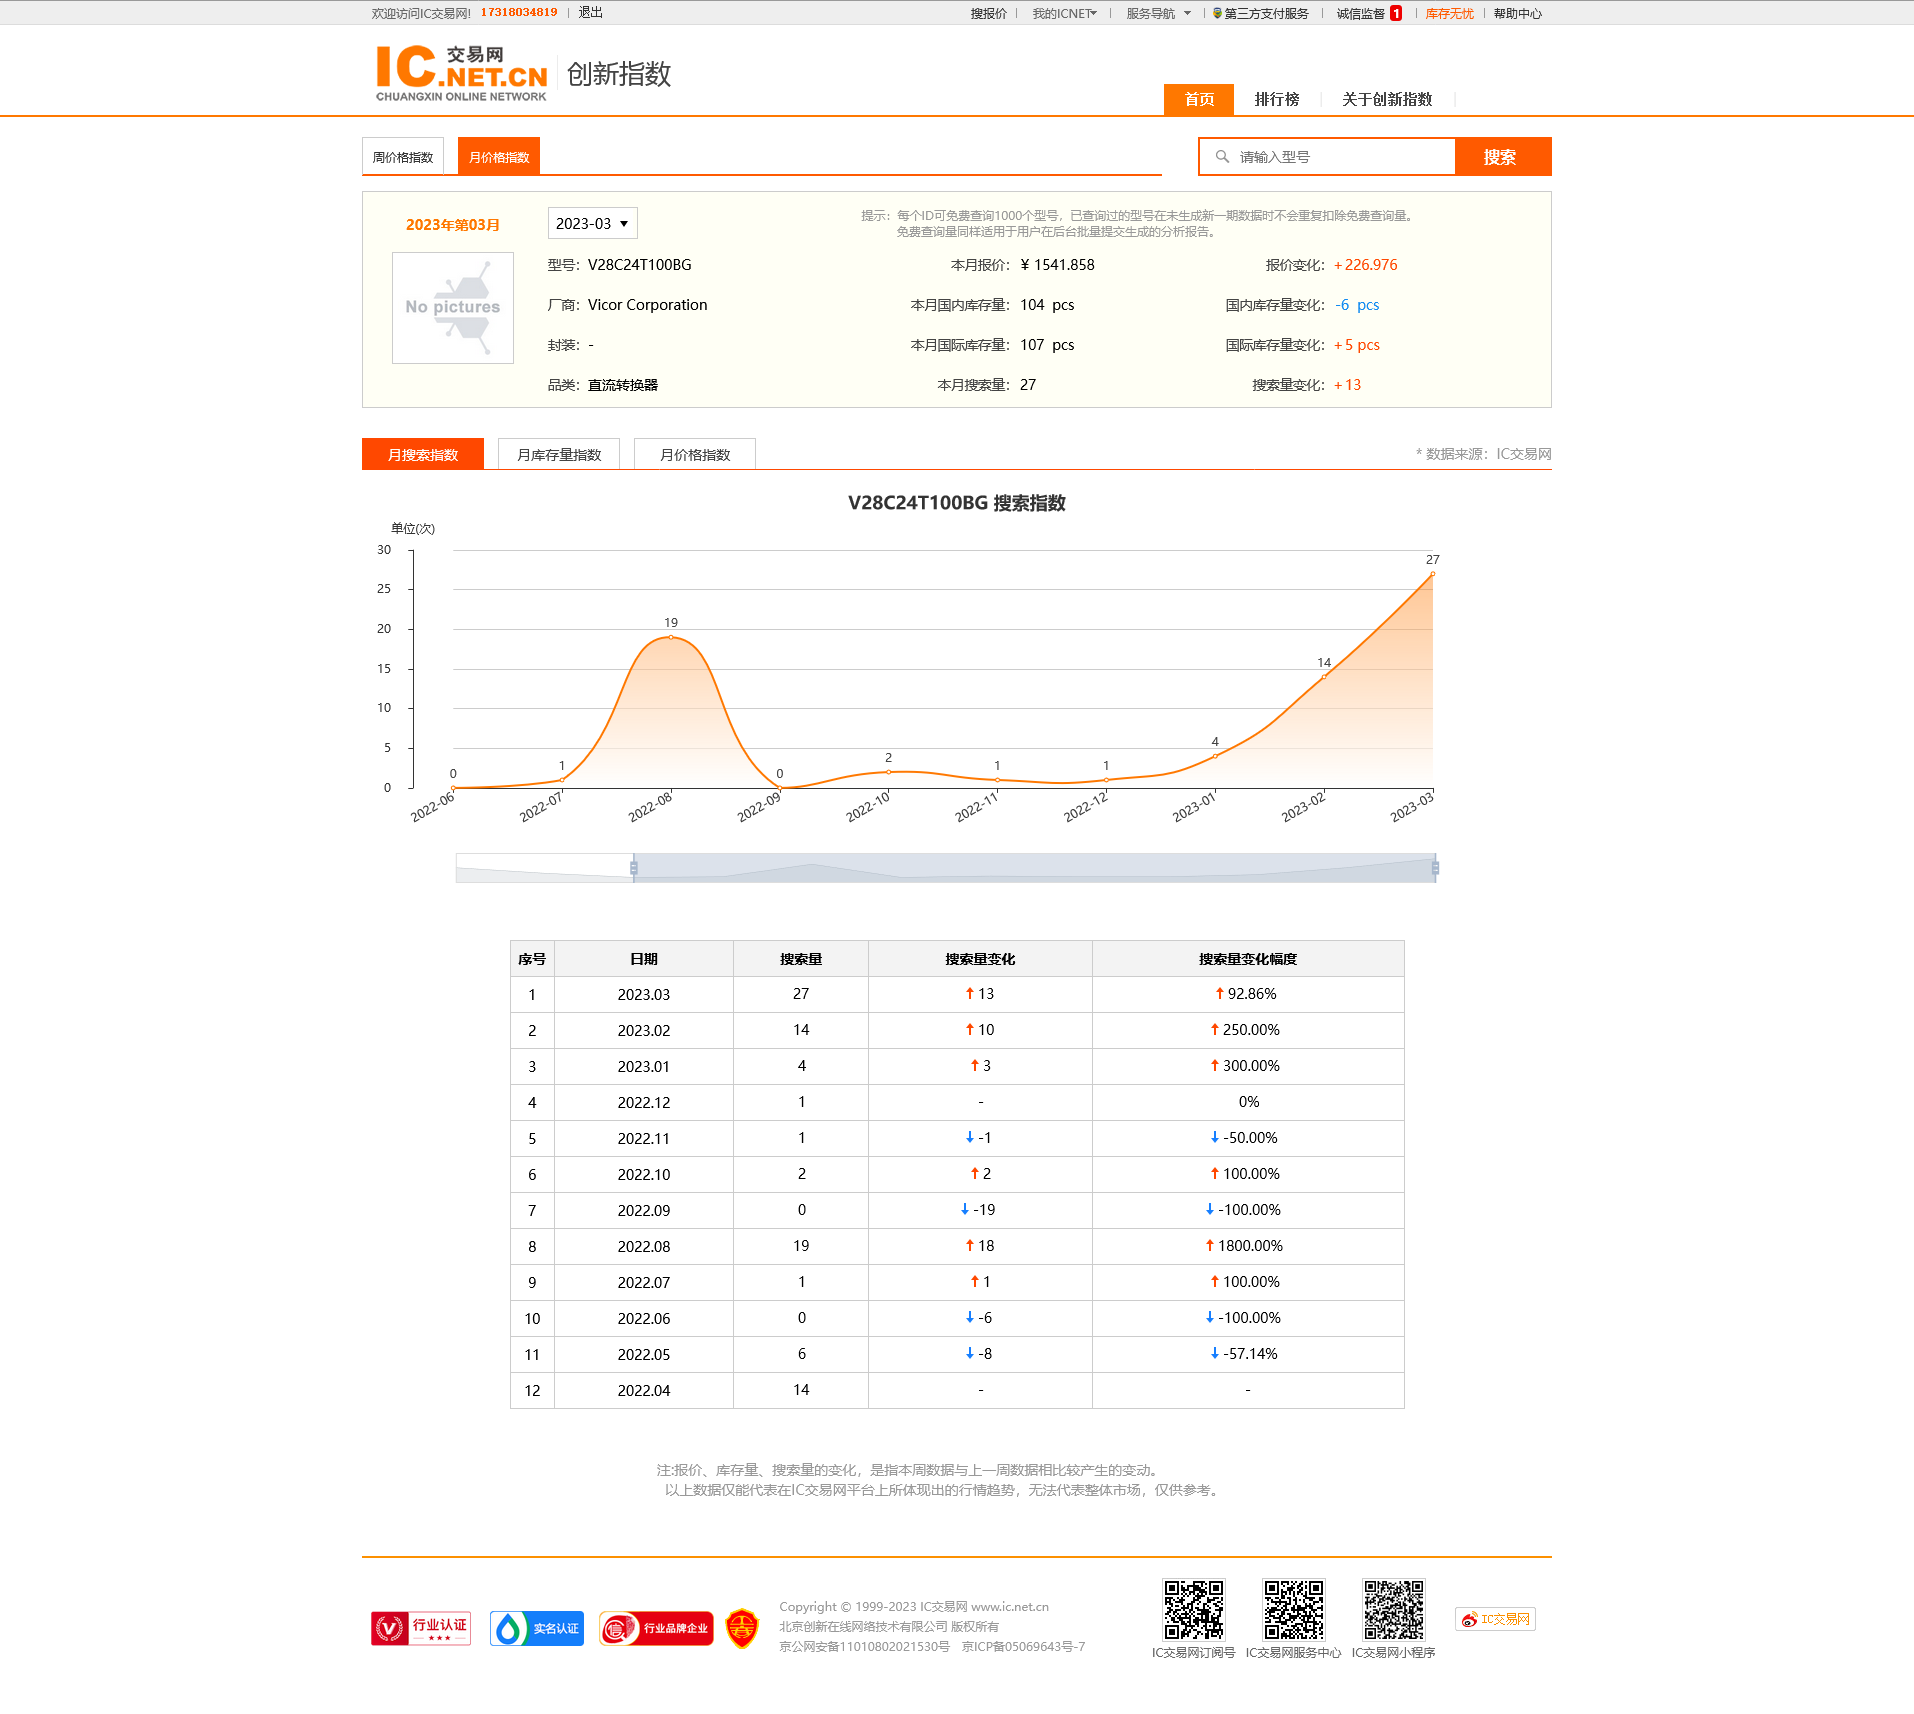 欢迎访问IC交易网! 17318034819 | 退出
搜报价 | 我的ICNET | 服务导航 | 第三方支付服务 | 诚信监督 1 | 库存无忧 | 帮助中心
IC.NET.CN 交易网
CHUANGXIN ONLINE NETWORK
创新指数
首页 排行榜 关于创新指数
周价格指数 月价格指数 请输入型号 搜索
2023年第03月 2023-03
提示：每个ID可免费查询1000个型号，已查询过的型号在未生成新一期数据时不会重复扣除免费查询量。
免费查询量同样适用于用户在后台批量提交生成的分析报告。
No pictures
型号：V28C24T100BG 本月报价：¥ 1541.858 报价变化：+226.976
厂商：Vicor Corporation 本月国内库存量：104 pcs 国内库存量变化：-6 pcs
封装：- 本月国际库存量：107 pcs 国际库存量变化：+5 pcs
品类：直流转换器 本月搜索量：27 搜索量变化：+13
月搜索指数 月库存量指数 月价格指数 * 数据来源：IC交易网
V28C24T100BG 搜索指数
单位(次)
30
25
20
15
10
5
0
0 1 19 0 2 1 1 4 14 27
2022-06 2022-07 2022-08 2022-09 2022-10 2022-11 2022-12 2023-01 2023-02 2023-03
序号 日期 搜索量 搜索量变化 搜索量变化幅度
1 2023.03 27 ↑ 13 ↑ 92.86%
2 2023.02 14 ↑ 10 ↑ 250.00%
3 2023.01 4 ↑ 3 ↑ 300.00%
4 2022.12 1 - 0%
5 2022.11 1 ↓ -1 ↓ -50.00%
6 2022.10 2 ↑ 2 ↑ 100.00%
7 2022.09 0 ↓ -19 ↓ -100.00%
8 2022.08 19 ↑ 18 ↑ 1800.00%
9 2022.07 1 ↑ 1 ↑ 100.00%
10 2022.06 0 ↓ -6 ↓ -100.00%
11 2022.05 6 ↓ -8 ↓ -57.14%
12 2022.04 14 - -
注:报价、库存量、搜索量的变化，是指本周数据与上一周数据相比较产生的变动。
以上数据仅能代表在IC交易网平台上所体现出的行情趋势，无法代表整体市场，仅供参考。
行业认证 实名认证 行业品牌企业
Copyright © 1999-2023 IC交易网 www.ic.net.cn
北京创新在线网络技术有限公司 版权所有
京公网安备11010802021530号 京ICP备05069643号-7
IC交易网订阅号 IC交易网服务中心 IC交易网小程序
IC交易网